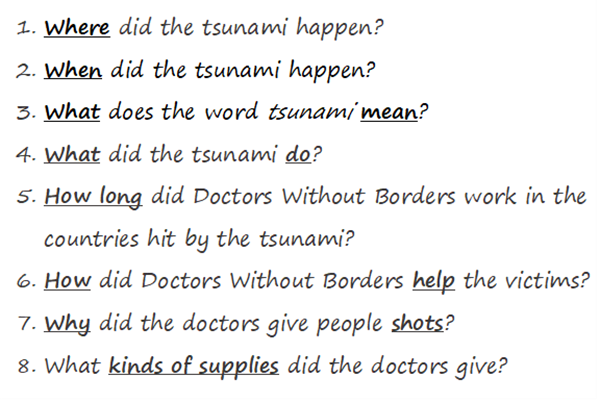 1. Where did the tsunami happen?
2. When did the tsunami happen?
3. What does the word tsunami mean?
4. What did the tsunami do?
5. How long did Doctors Without Borders work in the
countries hit by the tsunami?
6. How did Doctors Without Borders help the victims?
7. Why did the doctors give people shots?
8. What kinds of supplies did the doctors give?